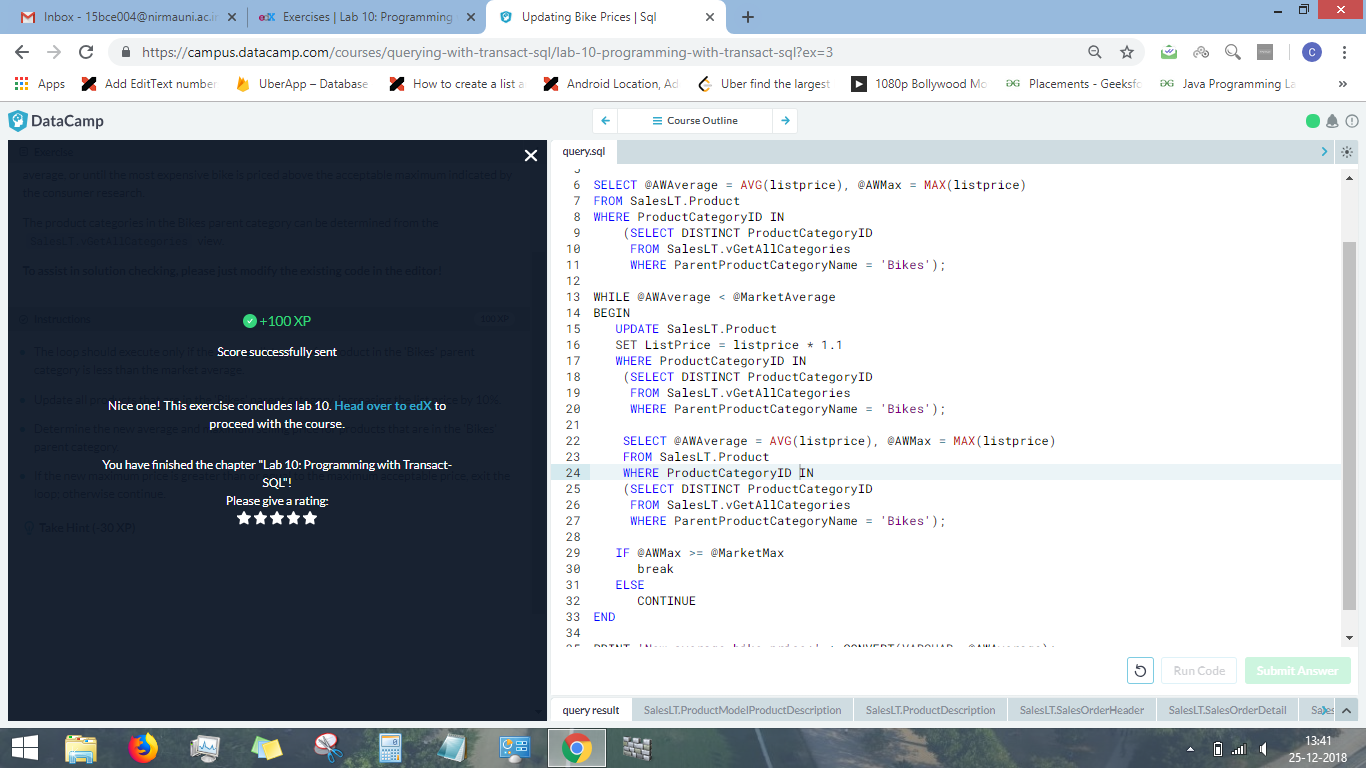 Inbox - 15bce004@nirmauni.ac.in
edX Exercises | Lab 10: Programming
Updating Bike Prices | Sql
https://campus.datacamp.com/courses/querying-with-transact-sql/lab-10-programming-with-transact-sql?ex=3
C
Apps
Add EditText number
UberApp – Database
How to create a list a
Android Location, Ad
Uber find the largest
1080p Bollywood Mo
Placements - Geeksfo
Java Programming La
»
DataCamp
Course Outline
Exercise
average, or until the most expensive bike is priced above the acceptable maximum indicated by
the consumer research.
The product categories in the Bikes parent category can be determined from the
SalesLT.vGetAllCategories view.
To assist in solution checking, please just modify the existing code in the editor!
Instructions
100 XP
The loop should execute only if the
product in the 'Bikes' parent
category is less than the market average.
Update all products
price by 10%.
Determine the new average and
products that are in the 'Bikes'
parent category.
If the new maximum price is greater than or
the maximum acceptable price, exit the
loop; otherwise continue.
Take Hint (-30 XP)
+100 XP
Score successfully sent
Nice one! This exercise concludes lab 10. Head over to edX to
proceed with the course.
You have finished the chapter "Lab 10: Programming with Transact-
SQL"!
Please give a rating:
query.sql
5
6 SELECT @AWAverage = AVG(listprice), @AWMax = MAX(listprice)
7 FROM SalesLT.Product
8 WHERE ProductCategoryID IN
9 (SELECT DISTINCT ProductCategoryID
10 FROM SalesLT.vGetAllCategories
11 WHERE ParentProductCategoryName = 'Bikes');
12
13 WHILE @AWAverage < @MarketAverage
14 BEGIN
15 UPDATE SalesLT.Product
16 SET ListPrice = listprice * 1.1
17 WHERE ProductCategoryID IN
18 (SELECT DISTINCT ProductCategoryID
19 FROM SalesLT.vGetAllCategories
20 WHERE ParentProductCategoryName = 'Bikes');
21
22 SELECT @AWAverage = AVG(listprice), @AWMax = MAX(listprice)
23 FROM SalesLT.Product
24 WHERE ProductCategoryID IN
25 (SELECT DISTINCT ProductCategoryID
26 FROM SalesLT.vGetAllCategories
27 WHERE ParentProductCategoryName = 'Bikes');
28
29 IF @AWMax >= @MarketMax
30 break
31 ELSE
32 CONTINUE
33 END
34
35 PRINT 'New average bike price:' + CONVERT(VARCHAR, @AWAverage);
Run Code
Submit Answer
query result
SalesLT.ProductModelProductDescription
SalesLT.ProductDescription
SalesLT.SalesOrderHeader
SalesLT.SalesOrderDetail
Sales
13:41
25-12-2018